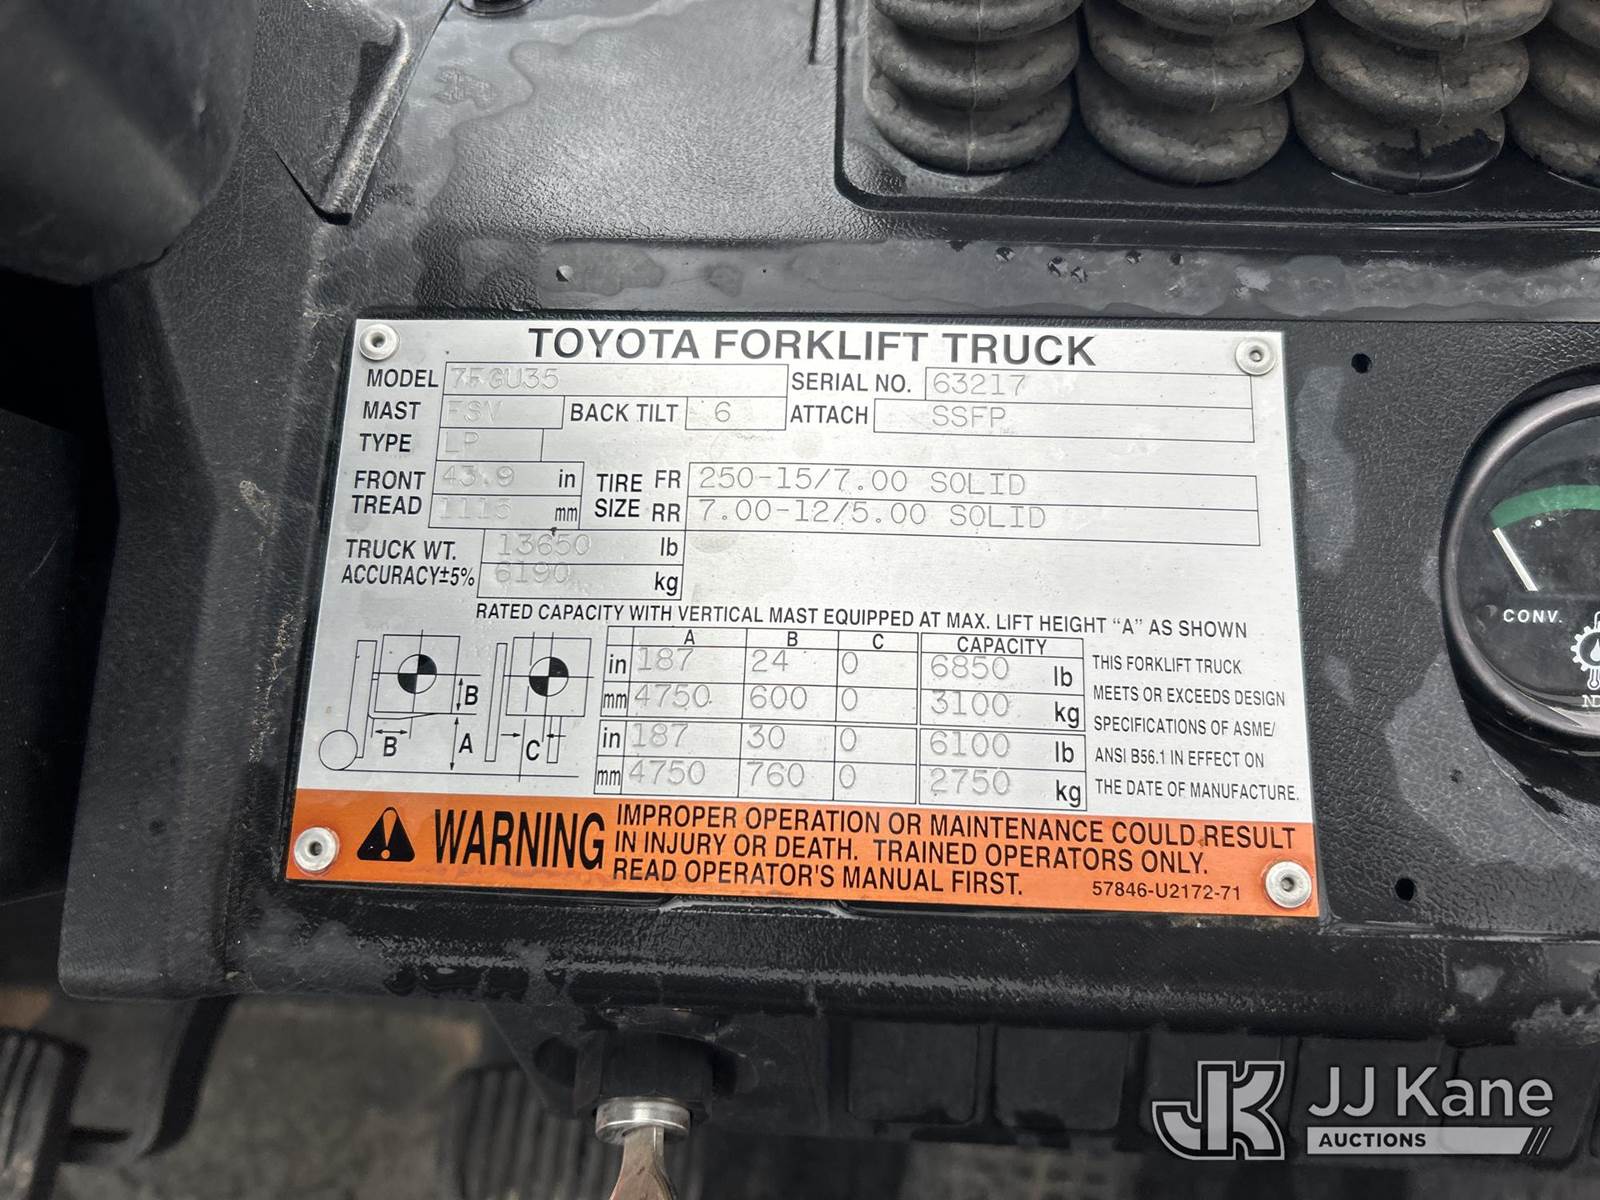 TOYOTA FORKLIFT TRUCK
MODEL 7FGU35 SERIAL NO. 63217
MAST FSV BACK TILT 6 ATTACH SSFP
TYPE LP
FRONT TREAD 43.9 in 1115 mm
TIRE SIZE FR 250-15/7.00 SOLID
RR 7.00-12/5.00 SOLID
TRUCK WT. 13650 lb
ACCURACY±5% 6190 kg
RATED CAPACITY WITH VERTICAL MAST EQUIPPED AT MAX. LIFT HEIGHT “A” AS SHOWN
A B C CAPACITY
in 187 24 0 6850 lb
mm 4750 600 0 3100 kg
in 187 30 0 6100 lb
mm 4750 760 0 2750 kg
B
B A C
THIS FORKLIFT TRUCK
MEETS OR EXCEEDS DESIGN
SPECIFICATIONS OF ASME/
ANSI B56.1 IN EFFECT ON
THE DATE OF MANUFACTURE.
WARNING
IMPROPER OPERATION OR MAINTENANCE COULD RESULT
IN INJURY OR DEATH. TRAINED OPERATORS ONLY.
READ OPERATOR'S MANUAL FIRST. 57846-U2172-71
CONV.
JK JJ Kane
AUCTIONS